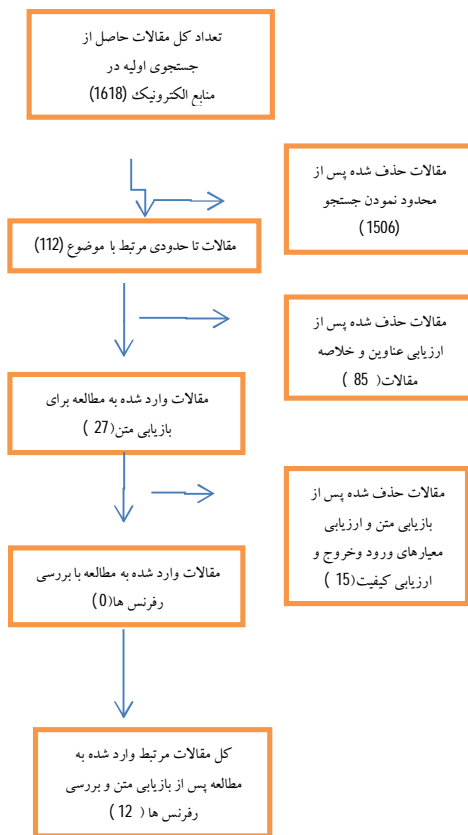 تعداد کل مقالات حاصل از
جستجوی اولیه در
منابع الکترونیک (1618)
مقالات حذف شده پس از
محدود نمودن جستجو
(1506)
مقالات تا حدودی مرتبط با موضوع (112)
مقالات حذف شده پس از
ارزیابی عناوین و خلاصه
مقالات( 85 )
مقالات وارد شده به مطالعه برای
بازیابی متن(27 )
مقالات حذف شده پس از
بازیابی متن و ارزیابی
معیارهای ورود وخروج و
ارزیابی کیفیت(15 )
مقالات وارد شده به مطالعه با بررسی
رفرنس ها(0)
کل مقالات مرتبط وارد شده به
مطالعه پس از بازیابی متن و بررسی
رفرنس ها( 12 )